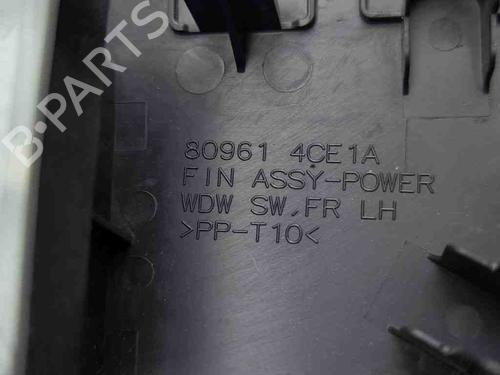 B-PARTS
80961 4CE1A
FIN ASSY-POWER
WDW SW,FR LH
>PP-T10<